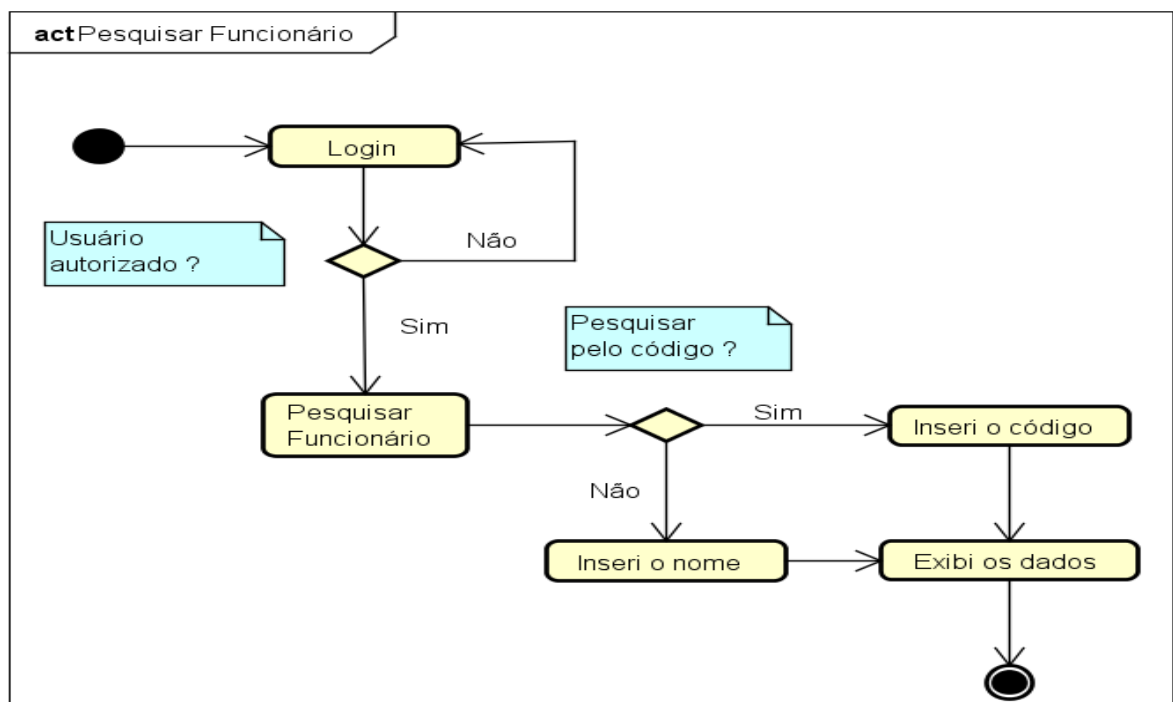 act Pesquisar Funcionário
Login
Usuário
autorizado ?
Não
Sim
Pesquisar
pelo código ?
Pesquisar
Funcionário
Sim
Inseri o código
Não
Inseri o nome
Exibi os dados